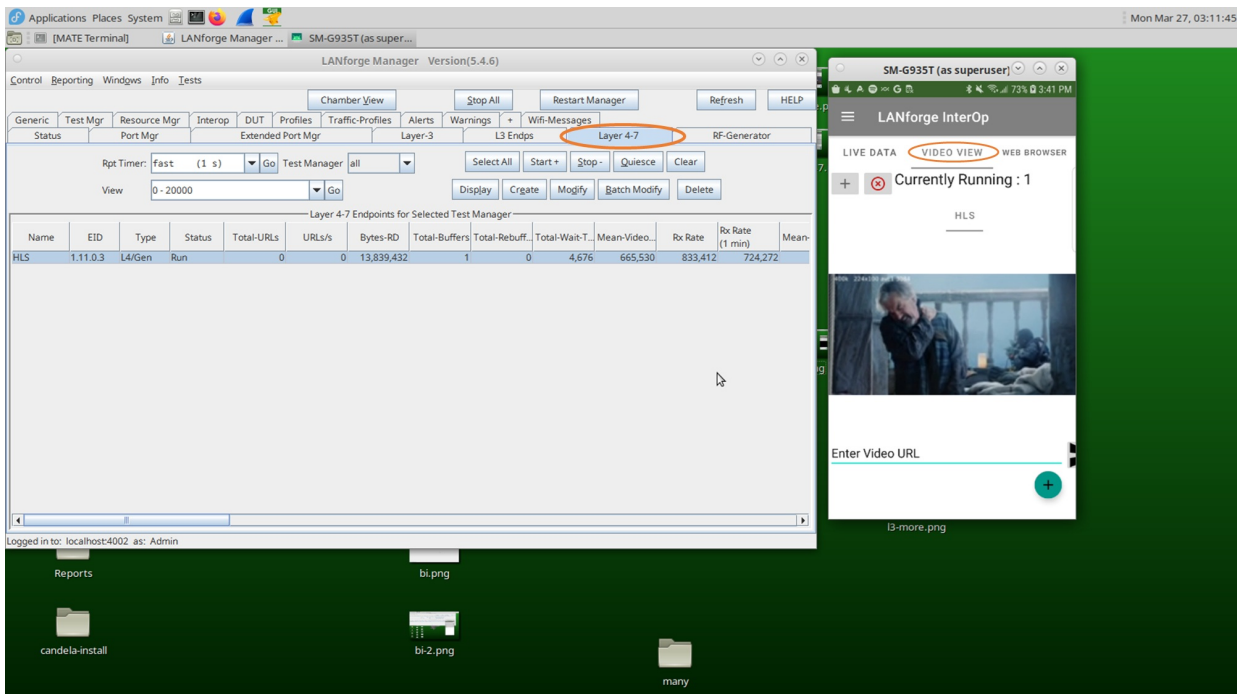 Applications Places System
GUI
Mon Mar 27, 03:11:45
[MATE Terminal]
LANforge Manager ...
SM-G935T (as super...
LANforge Manager Version(5.4.6)
Control Reporting Windows Info Tests
Chamber View
Stop All
Restart Manager
Refresh
HELP
Generic Test Mgr Resource Mgr Interop DUT Profiles Traffic-Profiles Alerts Warnings + Wifi-Messages
Status Port Mgr Extended Port Mgr Layer-3 L3 Endps Layer 4-7 RF-Generator
Rpt Timer: fast (1 s) Go Test Manager all
Select All Start + Stop - Quiesce Clear
View 0 - 20000 Go
Display Create Modify Batch Modify Delete
Layer 4-7 Endpoints for Selected Test Manager
Name EID Type Status Total-URLs URLs/s Bytes-RD Total-Buffers Total-Rebuff... Total-Wait-T... Mean-Video... Rx Rate Rx Rate (1 min) Mean-
HLS 1.11.0.3 L4/Gen Run 0 0 13,839,432 1 0 4,676 665,530 833,412 724,272
Logged in to: localhost:4002 as: Admin
SM-G935T (as superuser)
73% 3:41 PM
LANforge InterOp
LIVE DATA VIDEO VIEW WEB BROWSER
+
Currently Running : 1
HLS
Enter Video URL
+
l3-more.png
Reports
bi.png
candela-install
bi-2.png
many